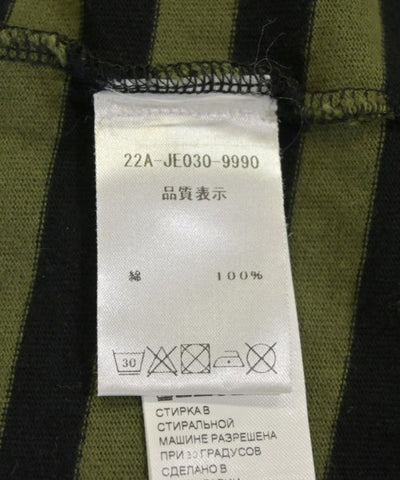 22A-JE030-9990
品質表示
綿 100%
30
СТИРКА В
СТИРАЛЬНОЙ
МАШИНЕ РАЗРЕШЕНА
ПРИ 30 ГРАДУСОВ
СДЕЛАНО В